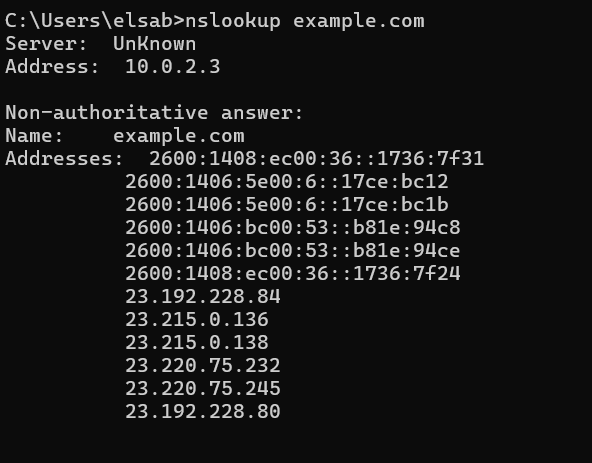 C:\Users\elsab>nslookup example.com
Server:  UnKnown
Address:  10.0.2.3

Non-authoritative answer:
Name:    example.com
Addresses:  2600:1408:ec00:36::1736:7f31
          2600:1406:5e00:6::17ce:bc12
          2600:1406:5e00:6::17ce:bc1b
          2600:1406:bc00:53::b81e:94c8
          2600:1406:bc00:53::b81e:94ce
          2600:1408:ec00:36::1736:7f24
          23.192.228.84
          23.215.0.136
          23.215.0.138
          23.220.75.232
          23.220.75.245
          23.192.228.80